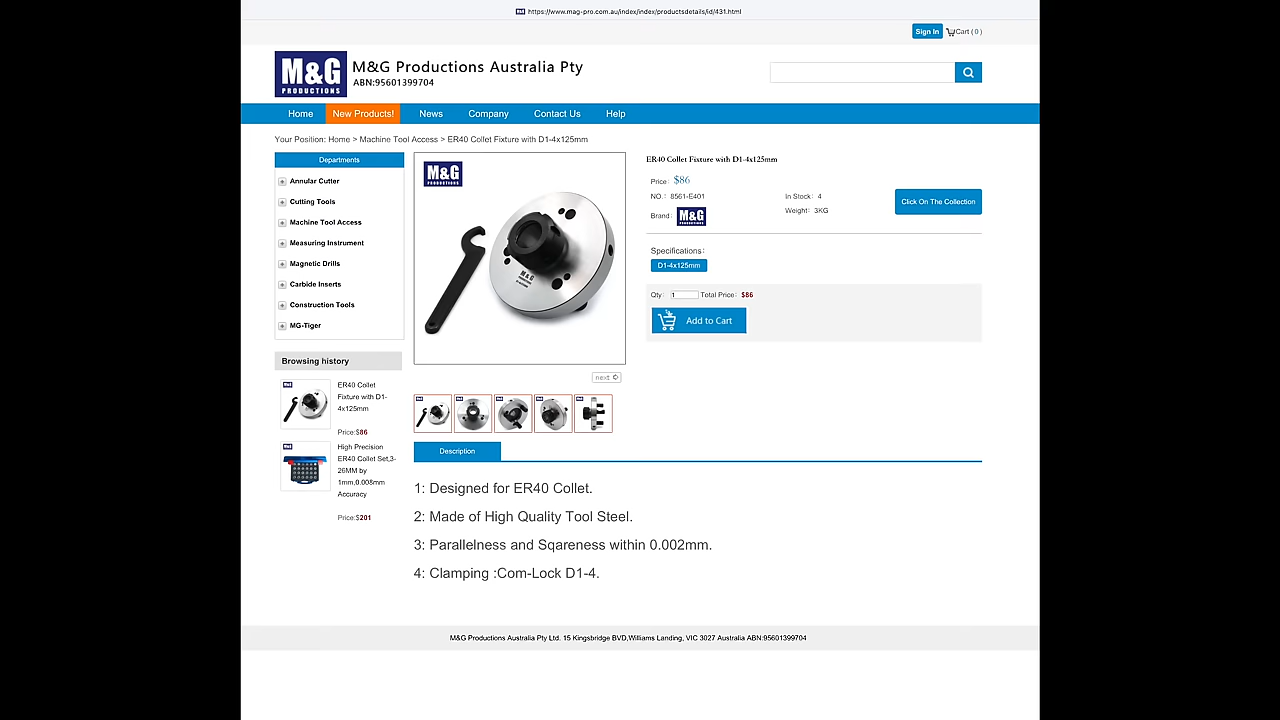 https://www.mag-pro.com.au/index/index/productsdetails/id/431.html
Sign In Cart ( 0 )
M&G
PRODUCTIONS
M&G Productions Australia Pty
ABN:95601399704
Home New Products! News Company Contact Us Help
Your Position: Home > Machine Tool Access > ER40 Collet Fixture with D1-4x125mm
Departments
Annular Cutter
Cutting Tools
Machine Tool Access
Measuring Instrument
Magnetic Drills
Carbide Inserts
Construction Tools
MG-Tiger
Browsing history
ER40 Collet
Fixture with D1-
4x125mm
Price:$86
High Precision
ER40 Collet Set,3-
26MM by
1mm,0.008mm
Accuracy
Price:$201
M&G
PRODUCTIONS
M&G
next
ER40 Collet Fixture with D1-4x125mm
Price: $86
NO.: 8561-E401 In Stock: 4
Weight: 3KG
Brand: M&G
Click On The Collection
Specifications:
D1-4x125mm
Qty: 1 Total Price: $86
Add to Cart
Description
1: Designed for ER40 Collet.
2: Made of High Quality Tool Steel.
3: Parallelness and Sqareness within 0.002mm.
4: Clamping :Com-Lock D1-4.
M&G Productions Australia Pty Ltd. 15 Kingsbridge BVD,Williams Landing, VIC 3027 Australia ABN:95601399704